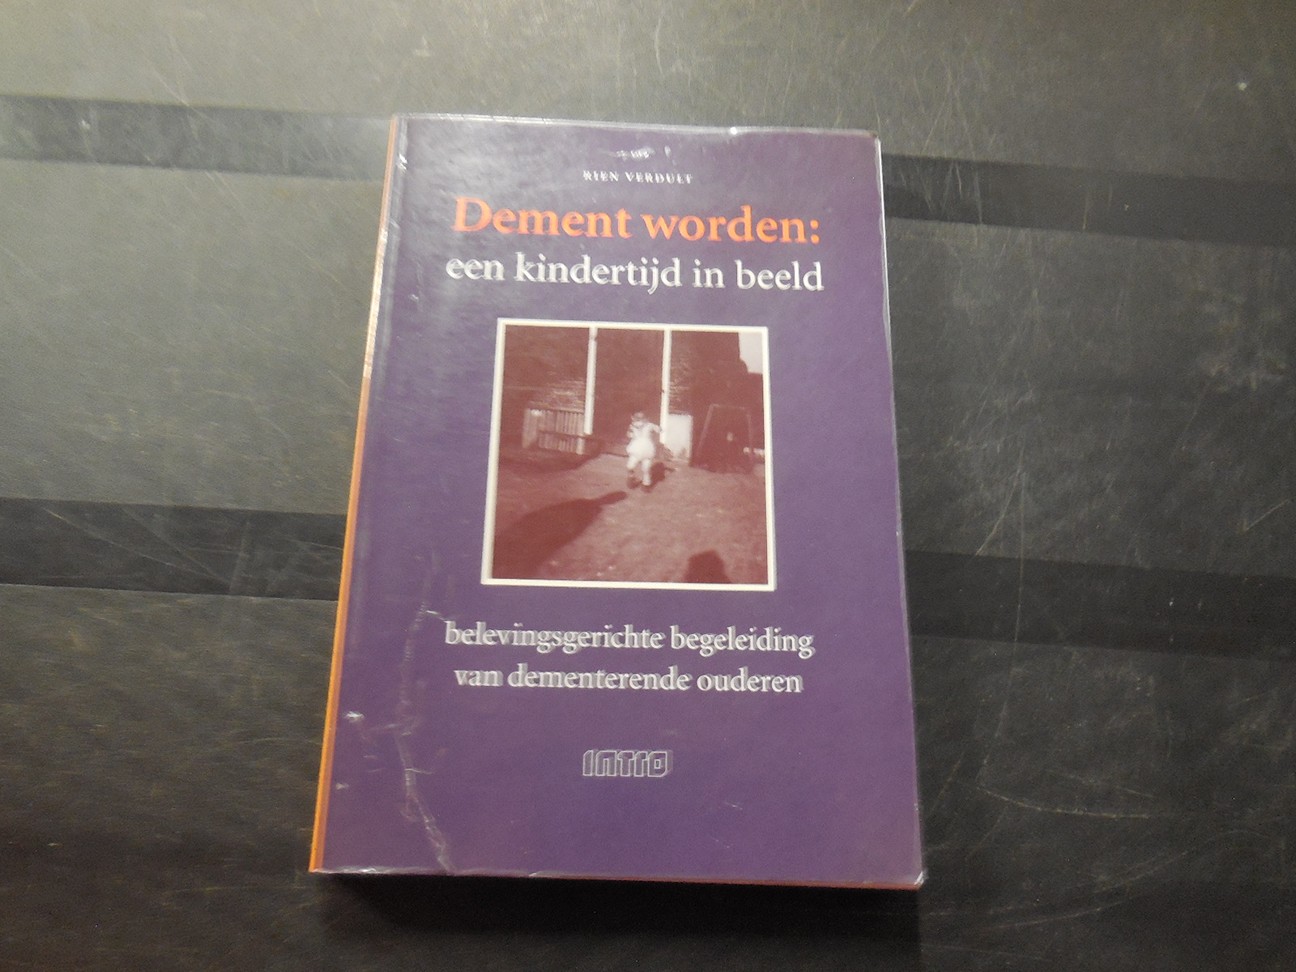 RIEN VERDULT
Dement worden:
een kindertijd in beeld
belevingsgerichte begeleiding
van dementerende ouderen
INTRO